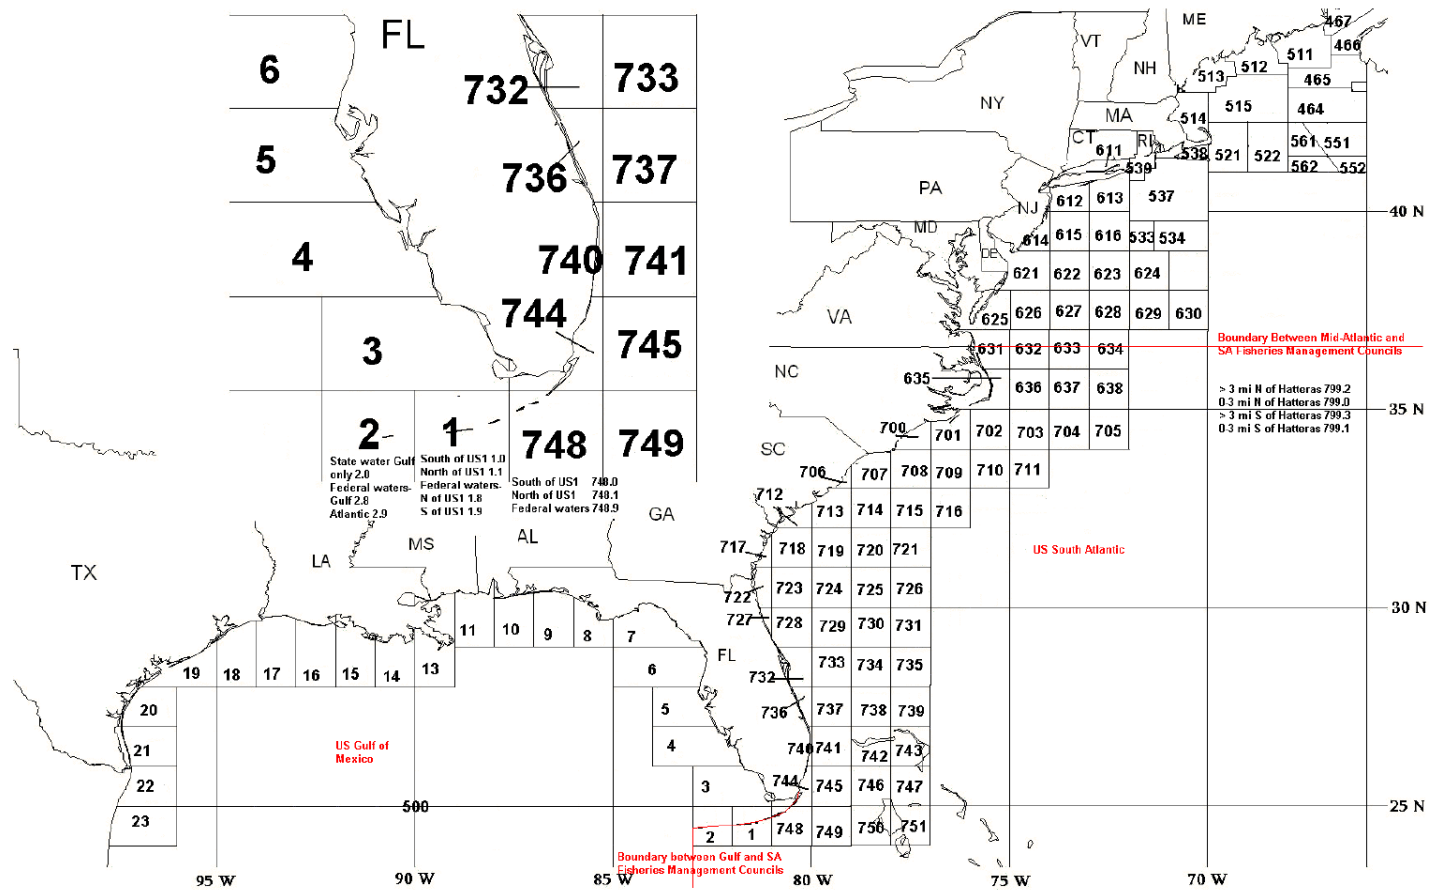 FL
6
732
733
5
736
737
4
740
741
744
3
745
2
1
748
749
State water Gulf
only 2.0
Federal waters-
Gulf 2.8
Atlantic 2.9
South of US1 1.0
North of US1 1.1
Federal waters-
N of US1 1.8
S of US1 1.9
South of US1 748.0
North of US1 748.1
Federal waters 748.9
ME
VT
NH
NY
MA
CT
RI
PA
NJ
MD
DE
VA
NC
SC
GA
AL
MS
LA
TX
FL
467
466
511
512
513
465
464
515
514
561
551
521
522
538
562
552
611
539
537
612
613
614
615
616
533
534
621
622
623
624
625
626
627
628
629
630
631
632
633
634
635
636
637
638
700
701
702
703
704
705
706
707
708
709
710
711
712
713
714
715
716
717
718
719
720
721
722
723
724
725
726
727
728
729
730
731
732
733
734
735
736
737
738
739
740
741
742
743
744
745
746
747
748
749
750
751
Boundary Between Mid-Atlantic and
SA Fisheries Management Councils
> 3 mi N of Hatteras 799.2
0-3 mi N of Hatteras 799.0
> 3 mi S of Hatteras 799.3
0-3 mi S of Hatteras 799.1
US South Atlantic
11
10
9
8
7
6
5
4
3
2
1
19
18
17
16
15
14
13
20
21
22
23
US Gulf of
Mexico
500
Boundary between Gulf and SA
Fisheries Management Councils
40 N
35 N
30 N
25 N
95 W
90 W
85 W
80 W
75 W
70 W